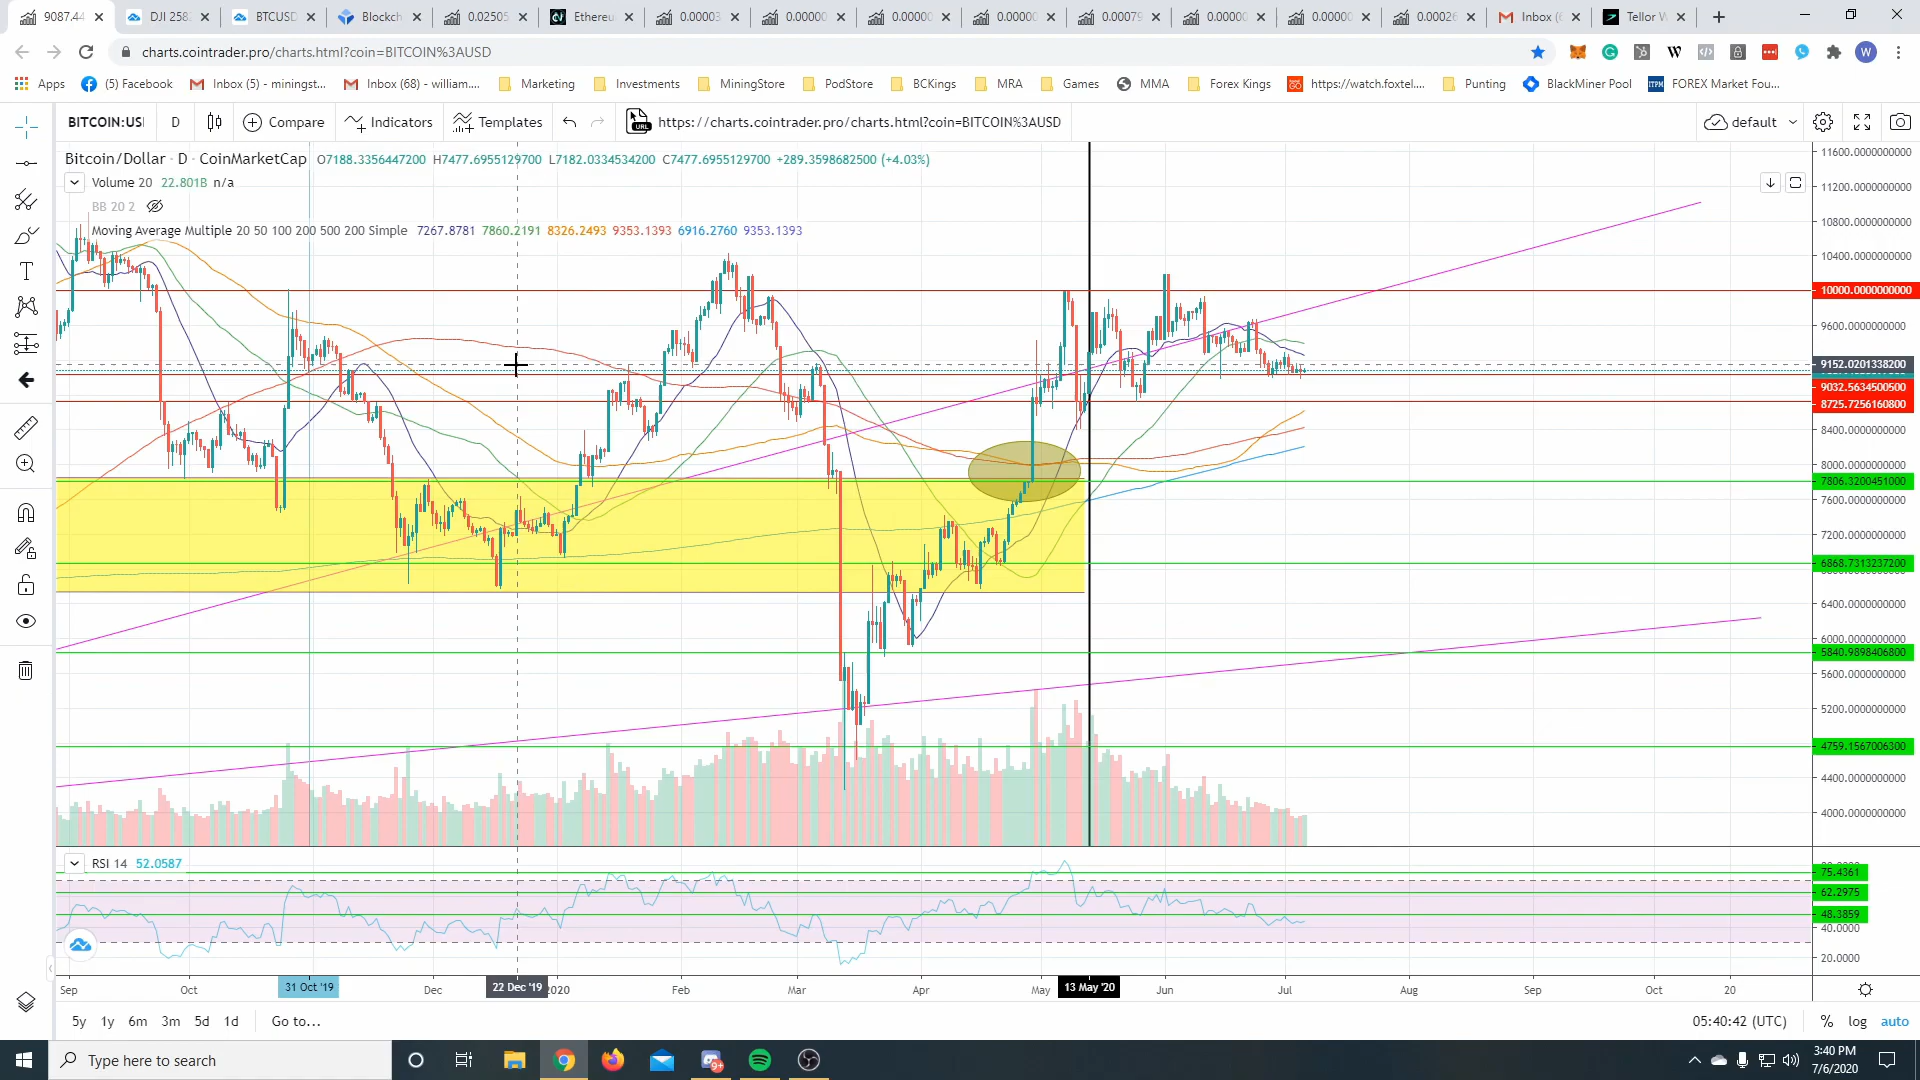 9087.44
DJI 258
BTCUSD
Blockch
0.02505
Ethereu
0.00003
0.0000
0.0000
0.0000
0.00079
0.0000
0.0000
0.00026
Inbox (
Tellor W
charts.cointrader.pro/charts.html?coin=BITCOIN%3AUSD
W
W
Apps
(5) Facebook
Inbox (5) - miningst...
Inbox (68) - william....
Marketing
Investments
MiningStore
PodStore
BCKings
MRA
Games
MMA
Forex Kings
https://watch.foxtel....
Punting
BlackMiner Pool
FOREX Market Fou...
BITCOIN:US
D
Compare
Indicators
Templates
URL
https://charts.cointrader.pro/charts.html?coin=BITCOIN%3AUSD
default
Bitcoin/Dollar · D · CoinMarketCap O7188.3356447200 H7477.6955129700 L7182.0334534200 C7477.6955129700 +289.3598682500 (+4.03%)
Volume 20 22.801B n/a
BB 20 2
Moving Average Multiple 20 50 100 200 500 200 Simple 7267.8781 7860.2191 8326.2493 9353.1393 6916.2760 9353.1393
11600.0000000000
11200.0000000000
10800.0000000000
10400.0000000000
10000.0000000000
9600.0000000000
9152.0201338200
9032.5634500500
8725.7256160800
8400.0000000000
8000.0000000000
7806.3200451000
7600.0000000000
7200.0000000000
6868.7313237200
6400.0000000000
6000.0000000000
5840.9898406800
5600.0000000000
5200.0000000000
4759.1567006300
4400.0000000000
4000.0000000000
RSI 14 52.0587
75.4361
62.2975
48.3859
40.0000
20.0000
Sep
Oct
31 Oct '19
Dec
22 Dec '19
2020
Feb
Mar
Apr
May
13 May '20
Jun
Jul
Aug
Sep
Oct
20
5y 1y 6m 3m 5d 1d Go to...
05:40:42 (UTC) % log auto
Type here to search
9+
3:40 PM
7/6/2020